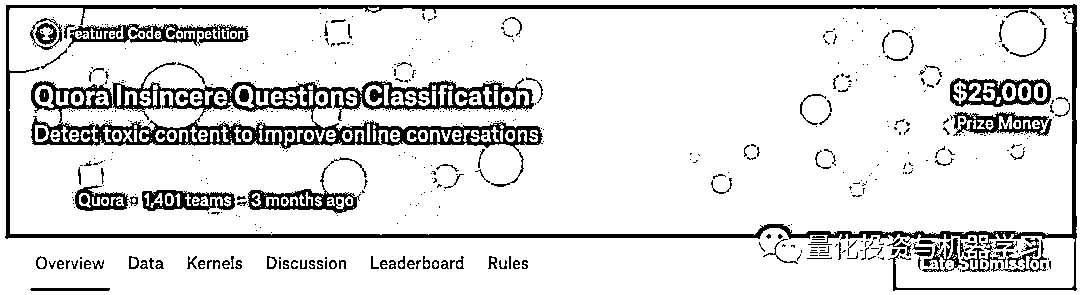 Featured Code Competition
Quora Insincere Questions Classification
$25,000
Detect toxic content to improve online conversations
Prize Money
Quora · 1,401 teams · 3 months ago
量化投资与机器学习
Overview Data Kernels Discussion Leaderboard Rules
Late Submission